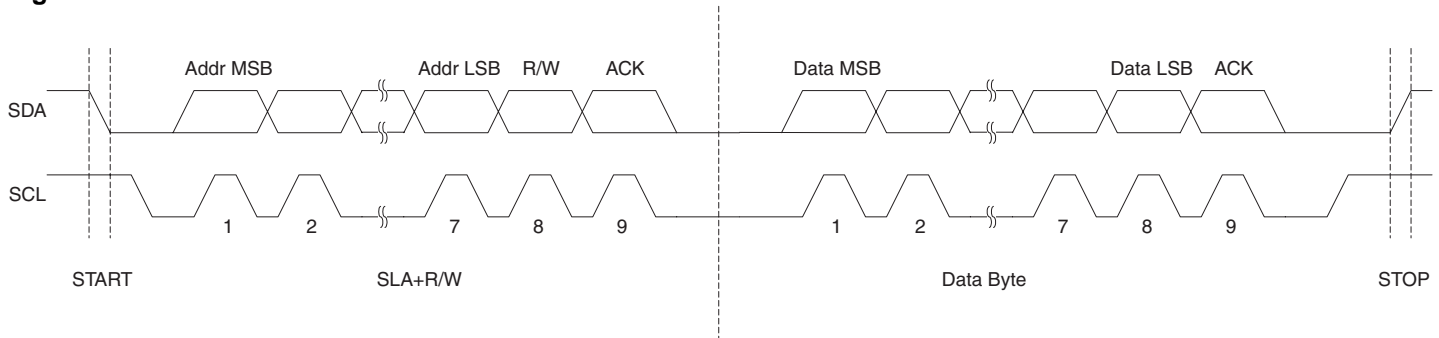 Addr MSB Addr LSB R/W ACK Data MSB Data LSB ACK
SDA
SCL
1 2 7 8 9 1 2 7 8 9
START SLA+R/W Data Byte STOP